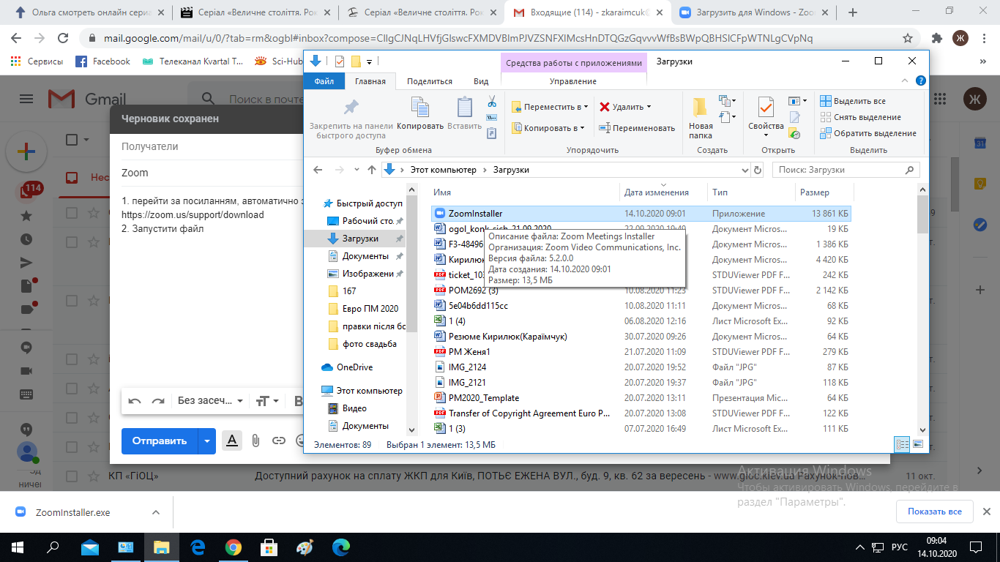 Ольга смотреть онлайн сериа
Серіал «Величне століття. Рок
Серіал «Величне століття. Рок
Входящие (114) - zkaraimcuk@
Загрузить для Windows - Zoo
mail.google.com/mail/u/0/?tab=rm&ogbl#inbox?compose=CllgCJNqLHVfjGlswcFXMDVBlmPJVZSNFXlMcsHnDTQGzGqvvvWfBsBWpQBHSlCFpWTNLgCVpNq
Ж
Сервисы
Facebook
Телеканал Kvartal T...
Sci-Hub
»
Средства работы с приложениями
Загрузки
Файл
Главная
Поделиться
Вид
Управление
Gmail
Поиск в почте
Ж
Закрепить на панели быстрого доступа
Копировать
Вставить
Переместить в
Копировать в
Удалить
Переименовать
Новая папка
Свойства
Выделить все
Снять выделение
Обратить выделение
Буфер обмена
Упорядочить
Создать
Открыть
Выделить
Этот компьютер
Загрузки
Поиск: Загрузки
Черновик сохранен
Получатели
Zoom
1. перейти за посиланням, автоматично з
https://zoom.us/support/download
2. Запустити файл
114
Нес
31
Быстрый доступ
Рабочий сто.
Загрузки
Документы
Изображени
167
Евро ПМ 2020
правки після бс
фото свадьба
OneDrive
Этот компьютер
Видео
Документы
Имя
Дата изменения
Тип
Размер
ZoomInstaller 14.10.2020 09:01 Приложение 13 861 КБ
ogol_konk_sich_21.09.2020 22.09.2020 19:49 Документ Micros... 19 КБ
F3-48496 Документ Micros... 1 386 КБ
Кирилюк Документ Micros... 4 420 КБ
ticket_103 STDUViewer PDF F... 242 КБ
POM2692 (3) 10.08.2020 11:23 STDUViewer PDF F... 2 142 КБ
5e04b6dd115cc 10.08.2020 11:11 Документ Micros... 68 КБ
1 (4) 06.08.2020 12:16 Лист Microsoft Ex... 92 КБ
Резюме Кирилюк(Караїмчук) 30.07.2020 09:26 Документ Micros... 64 КБ
РМ Женя1 21.07.2020 11:09 STDUViewer PDF F... 279 КБ
IMG_2124 20.07.2020 19:52 Файл "JPG" 87 КБ
IMG_2121 20.07.2020 19:37 Файл "JPG" 118 КБ
PM2020_Template 20.07.2020 13:11 Презентация Mic... 64 КБ
Transfer of Copyright Agreement Euro P... 20.07.2020 13:08 STDUViewer PDF F... 122 КБ
1 (3) 07.07.2020 16:49 Лист Microsoft Ex... 111 КБ
Описание файла: Zoom Meetings Installer
Организация: Zoom Video Communications, Inc.
Версия файла: 5.2.0.0
Дата создания: 14.10.2020 09:01
Размер: 13,5 МБ
Элементов: 89
Выбран 1 элемент: 13,5 МБ
Без засеч...
B
Отправить
A
КП «ГіОЦ»
Доступний рахунок на сплату ЖКП для Київ, ПОТЬЄ ЕЖЕНА ВУЛ., буд. 9, кв. 62 за вересень - www.gioc.kiev.ua Рахунок-пов...
11 окт.
Активация Windows
Чтобы активировать Windows, перейдите в
раздел "Параметры".
ZoomInstaller.exe
Показать все
РУС
09:04
14.10.2020